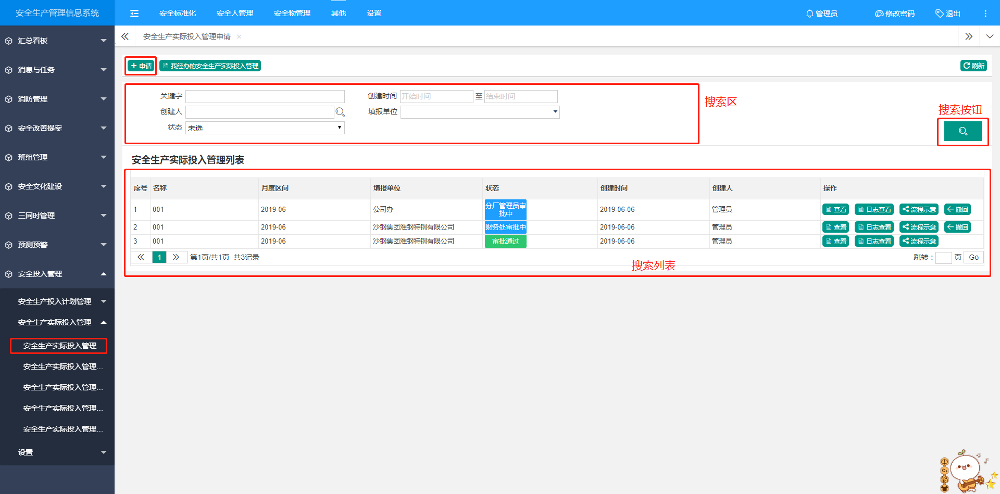 安全生产管理信息系统
安全标准化 安全人管理 安全物管理 其他 设置
管理员 修改密码 退出
汇总看板
消息与任务
消防管理
安全改善提案
班组管理
安全文化建设
三同时管理
预测预警
安全投入管理
安全生产投入计划管理
安全生产实际投入管理
安全生产实际投入管理...
安全生产实际投入管理...
安全生产实际投入管理...
安全生产实际投入管理...
安全生产实际投入管理...
设置
安全生产实际投入管理申请 ×
+ 申请 我经办的安全生产实际投入管理 刷新
关键字 创建时间 开始时间 至 结束时间
创建人 填报单位
状态 未选
搜索区
搜索按钮
安全生产实际投入管理列表
序号 名称 月度区间 填报单位 状态 创建时间 创建人 操作
1 001 2019-06 公司办 分厂管理员审批中 2019-06-06 管理员 查看 日志查看 流程示意 撤回
2 001 2019-06 沙钢集团淮钢特钢有限公司 财务处审批中 2019-06-06 管理员 查看 日志查看 流程示意 撤回
3 001 2019-06 沙钢集团淮钢特钢有限公司 审批通过 2019-06-06 管理员 查看 日志查看 流程示意
1 第1页/共1页 共3记录 跳转： 页 Go
搜索列表
中
简